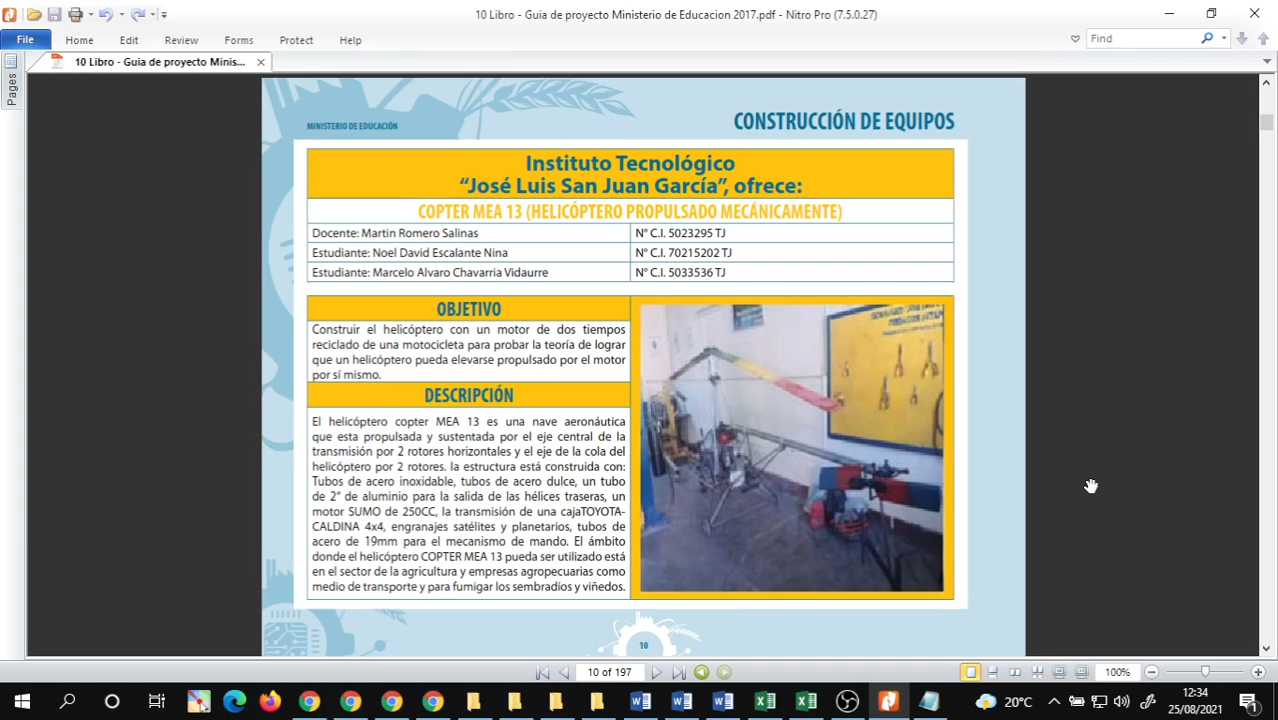 10 Libro - Guia de proyecto Ministerio de Educacion 2017.pdf - Nitro Pro (7.5.0.27)
File Home Edit Review Forms Protect Help
Find
10 Libro - Guia de proyecto Minis...
Pages
MINISTERIO DE EDUCACIÓN
CONSTRUCCIÓN DE EQUIPOS
Instituto Tecnológico
“José Luis San Juan García”, ofrece:
COPTER MEA 13 (HELICÓPTERO PROPULSADO MECÁNICAMENTE)
Docente: Martin Romero Salinas N° C.I. 5023295 TJ
Estudiante: Noel David Escalante Nina N° C.I. 70215202 TJ
Estudiante: Marcelo Alvaro Chavarria Vidaurre N° C.I. 5033536 TJ
OBJETIVO
Construir el helicóptero con un motor de dos tiempos
reciclado de una motocicleta para probar la teoría de lograr
que un helicóptero pueda elevarse propulsado por el motor
por sí mismo.
DESCRIPCIÓN
El helicóptero copter MEA 13 es una nave aeronáutica
que esta propulsada y sustentada por el eje central de la
transmisión por 2 rotores horizontales y el eje de la cola del
helicóptero por 2 rotores. la estructura está construida con:
Tubos de acero inoxidable, tubos de acero dulce, un tubo
de 2” de aluminio para la salida de las hélices traseras, un
motor SUMO de 250CC, la transmisión de una cajaTOYOTA-
CALDINA 4x4, engranajes satélites y planetarios, tubos de
acero de 19mm para el mecanismo de mando. El ámbito
donde el helicóptero COPTER MEA 13 pueda ser utilizado está
en el sector de la agricultura y empresas agropecuarias como
medio de transporte y para fumigar los sembradíos y viñedos.
10
10 of 197
100%
20°C
12:34
25/08/2021
1